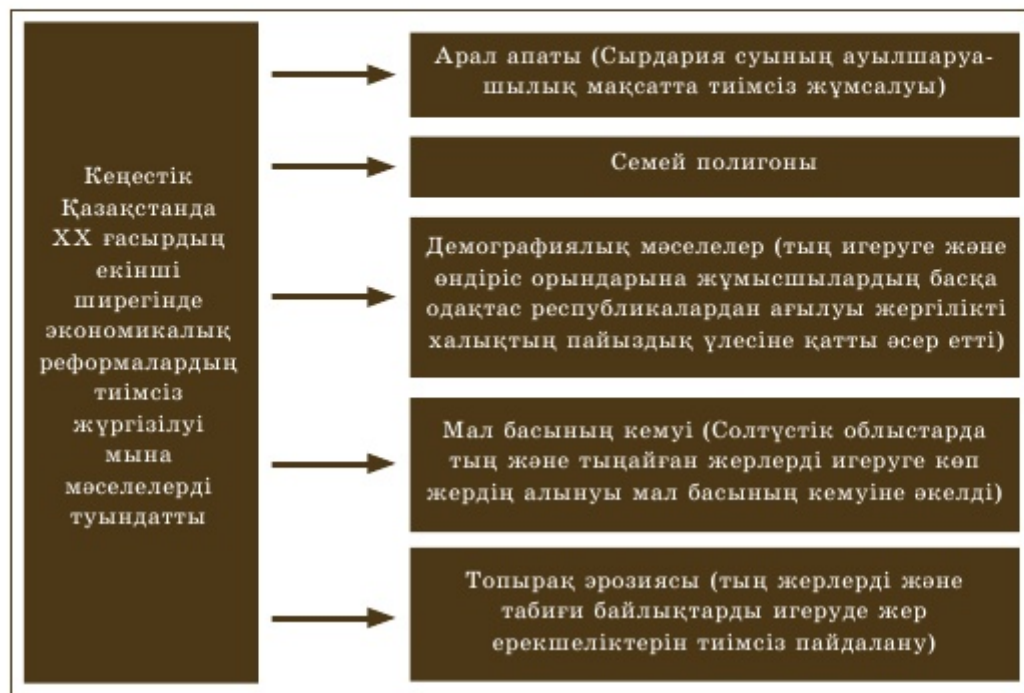 Кеңестік
Қазақстанда
XX ғасырдың
екінші
ширегінде
экономикалық
реформалардың
тиімсіз
жүргізілуі
мына
мәселелерді
туындатты
Арал апаты (Сырдария суының ауылшаруа-
шылық мақсатта тиімсіз жұмсалуы)
Семей полигоны
Демографиялық мәселелер (тың игеруге және
өндіріс орындарына жұмысшылардың басқа
одақтас республикалардан ағылуы жергілікті
халықтың пайыздық үлесіне қатты әсер етті)
Мал басының кемуі (Солтүстік облыстарда
тың және тыңайған жерлерді игеруге көп
жердің алынуы мал басының кемуіне әкелді)
Топырақ эрозиясы (тың жерлерді және
табиғи байлықтарды игеруде жер
ерекшеліктерін тиімсіз пайдалану)